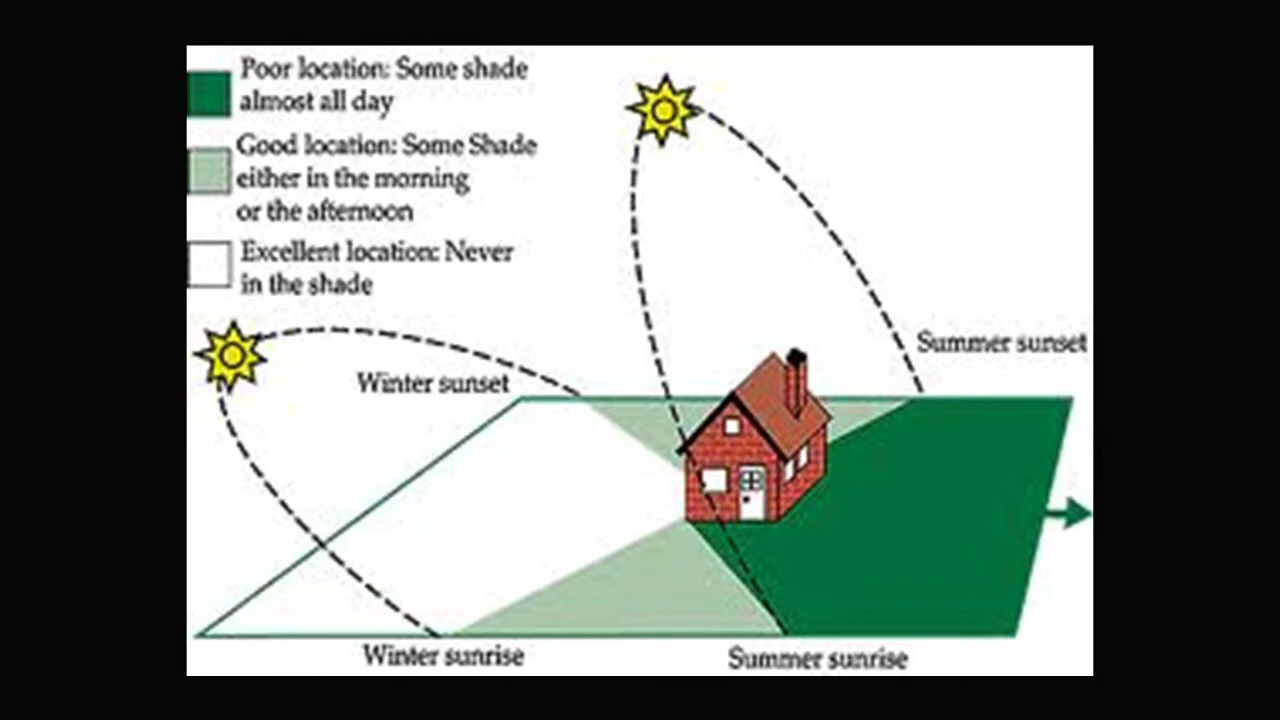 Poor location: Some shade
almost all day
Good location: Some Shade
either in the morning
or the afternoon
Excellent location: Never
in the shade
Summer sunset
Winter sunset
Winter sunrise
Summer sunrise